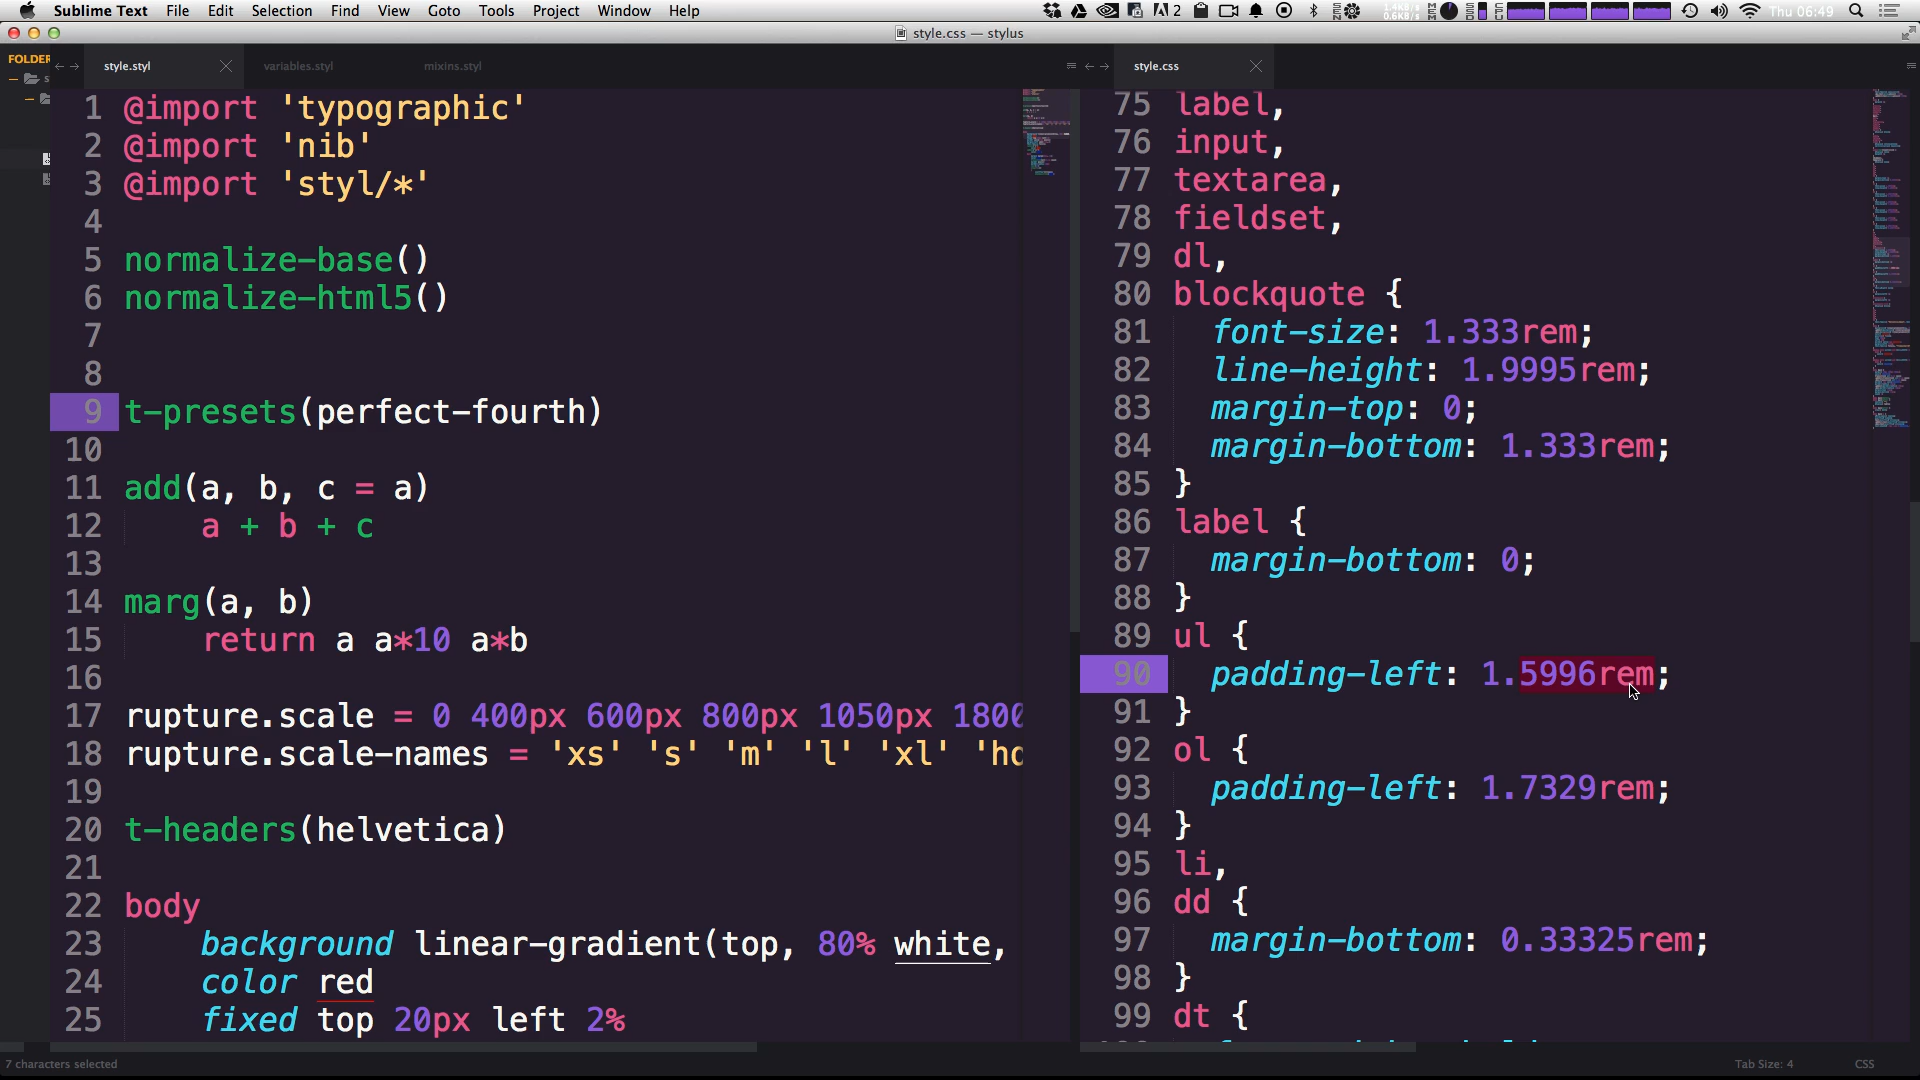 Sublime Text File Edit Selection Find View Goto Tools Project Window Help
2 1.4KB/s 0.6KB/s Thu 06:49
style.css — stylus
FOLDER
style.styl variables.styl mixins.styl
1 @import 'typographic'
2 @import 'nib'
3 @import 'styl/*'
4
5 normalize-base()
6 normalize-html5()
7
8
9 t-presets(perfect-fourth)
10
11 add(a, b, c = a)
12 a + b + c
13
14 marg(a, b)
15 return a a*10 a*b
16
17 rupture.scale = 0 400px 600px 800px 1050px 1800
18 rupture.scale-names = 'xs' 's' 'm' 'l' 'xl' 'hd
19
20 t-headers(helvetica)
21
22 body
23 background linear-gradient(top, 80% white,
24 color red
25 fixed top 20px left 2%
style.css
75 label,
76 input,
77 textarea,
78 fieldset,
79 dl,
80 blockquote {
81 font-size: 1.333rem;
82 line-height: 1.9995rem;
83 margin-top: 0;
84 margin-bottom: 1.333rem;
85 }
86 label {
87 margin-bottom: 0;
88 }
89 ul {
90 padding-left: 1.5996rem;
91 }
92 ol {
93 padding-left: 1.7329rem;
94 }
95 li,
96 dd {
97 margin-bottom: 0.33325rem;
98 }
99 dt {
7 characters selected
Tab Size: 4 CSS